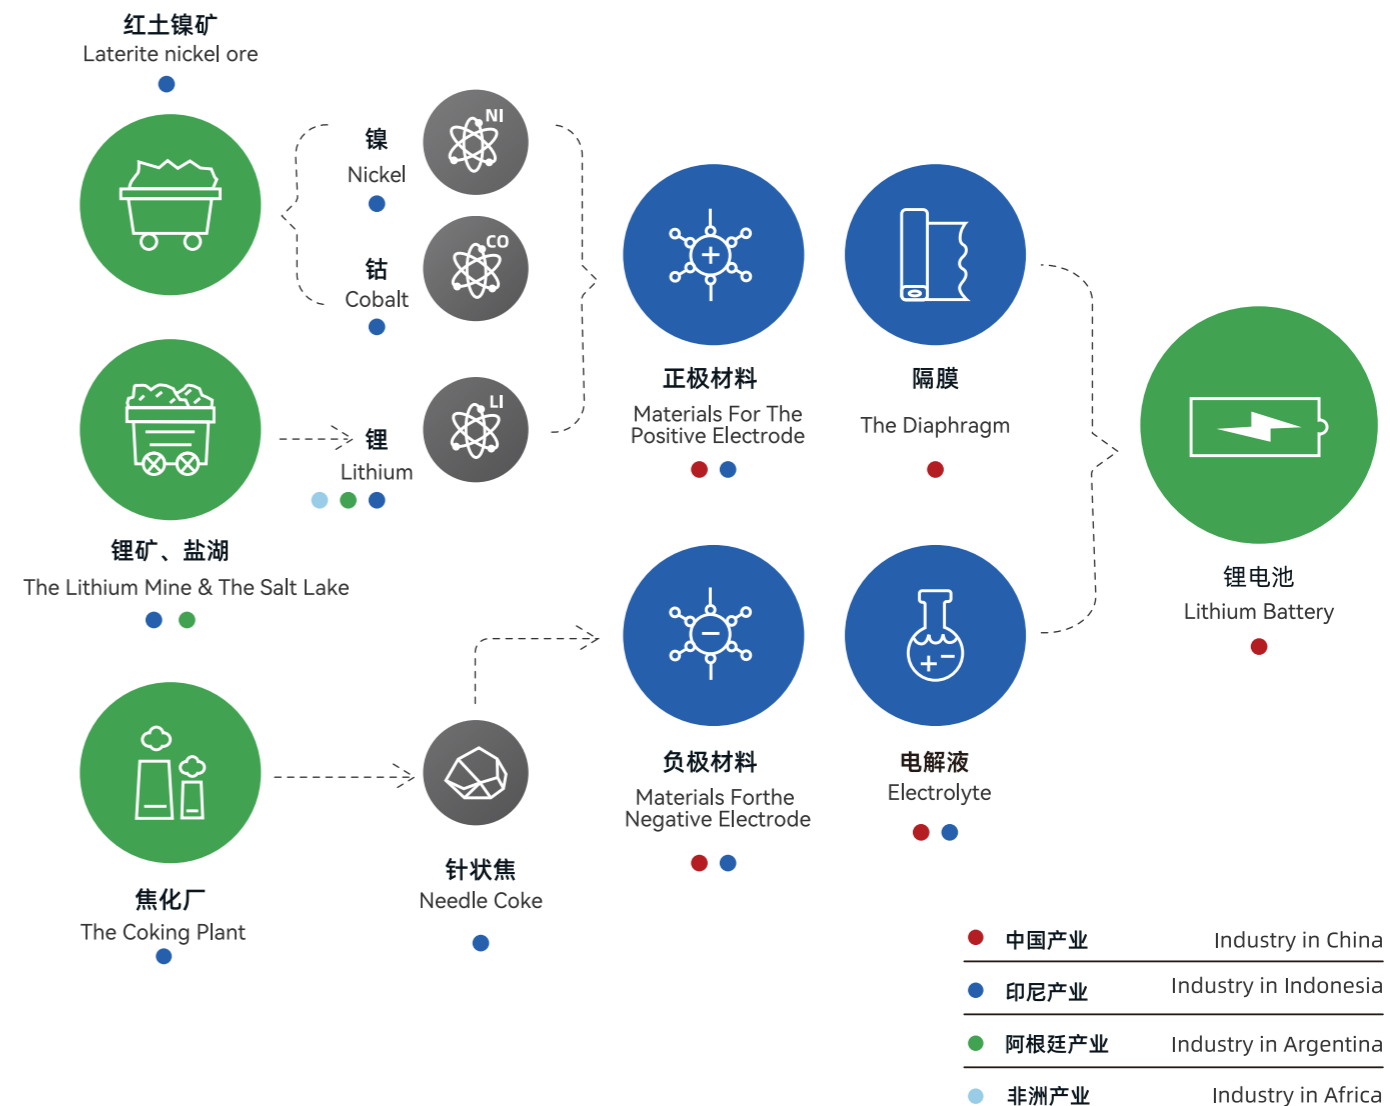 红土镍矿
Laterite nickel ore
镍
Nickel
NI
钴
Cobalt
CO
锂
Lithium
LI
锂矿、盐湖
The Lithium Mine & The Salt Lake
焦化厂
The Coking Plant
针状焦
Needle Coke
正极材料
Materials For The
Positive Electrode
隔膜
The Diaphragm
负极材料
Materials Forthe
Negative Electrode
电解液
Electrolyte
锂电池
Lithium Battery
中国产业 Industry in China
印尼产业 Industry in Indonesia
阿根廷产业 Industry in Argentina
非洲产业 Industry in Africa